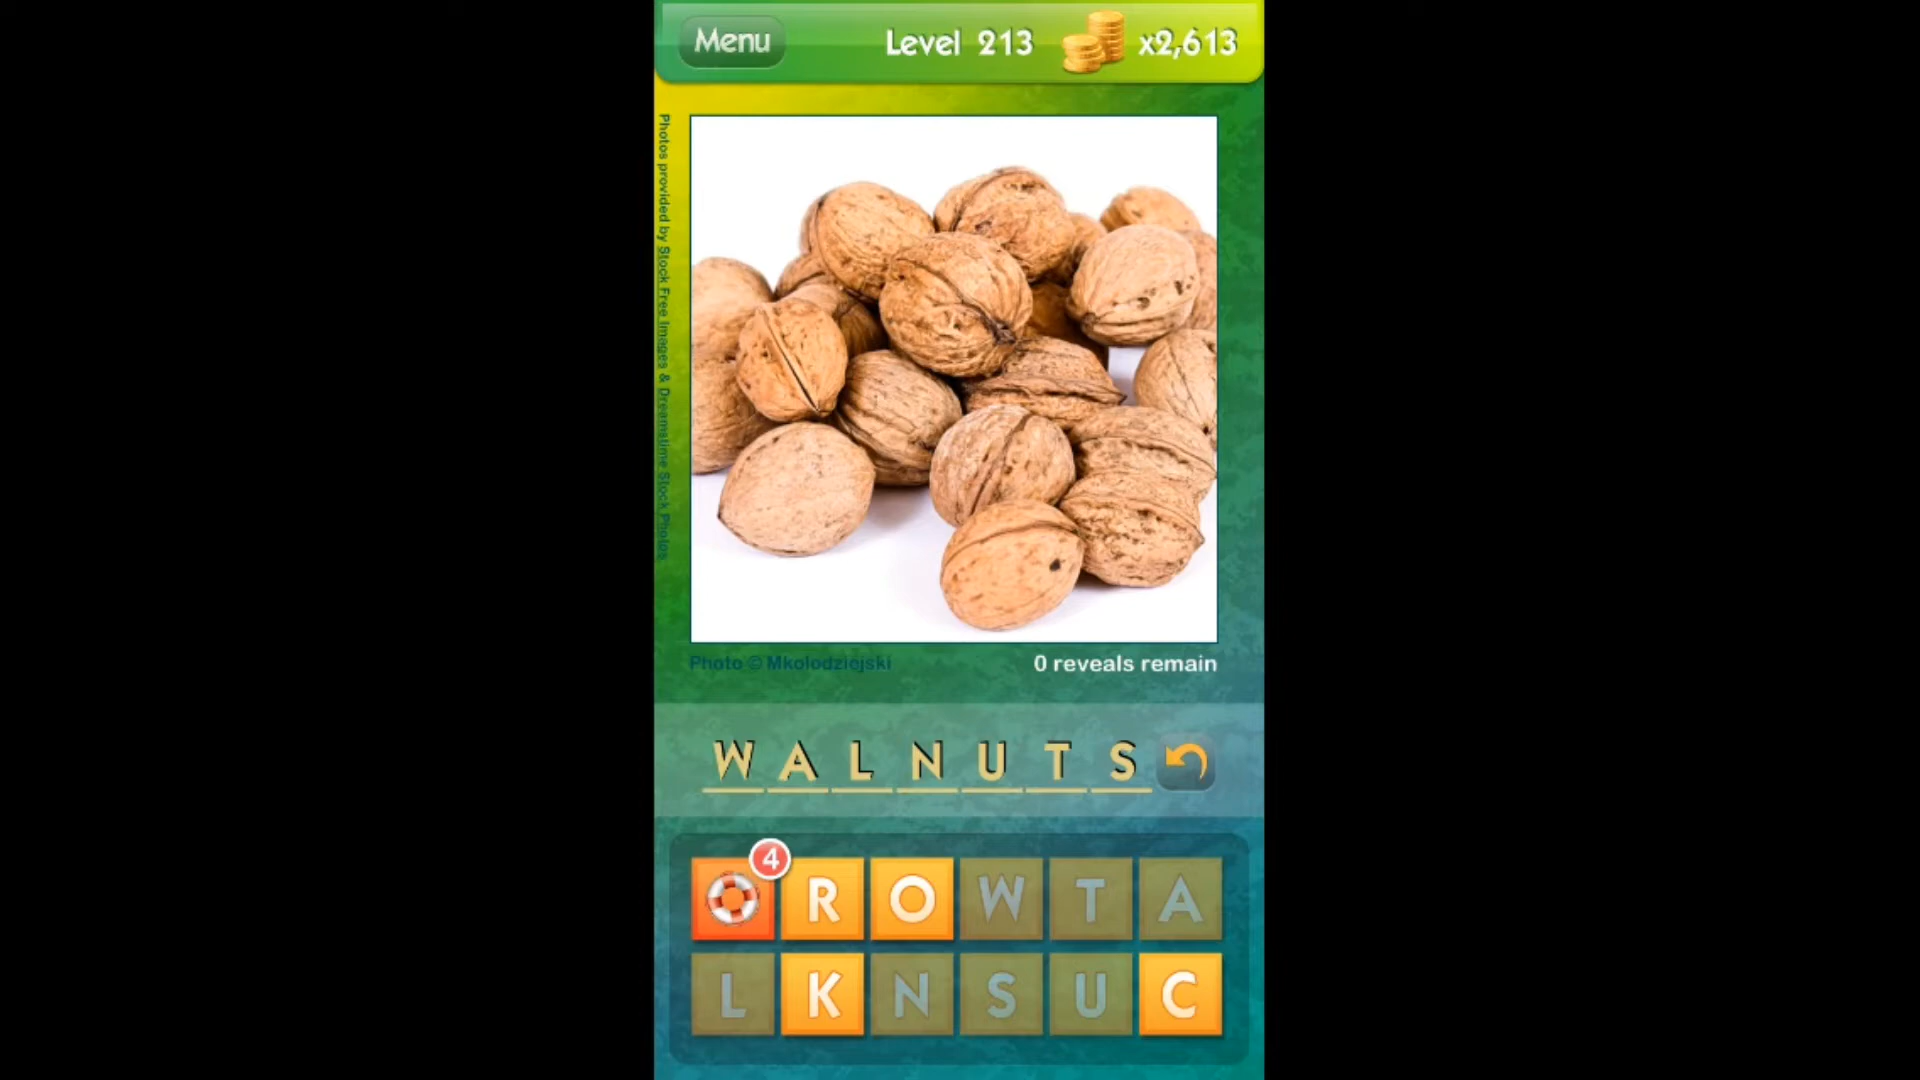 Menu
Level 213
x2,613
Photos provided by Stock Free Images & Dreamstime Stock Photos
Photo © Mkolodziejski
0 reveals remain
W A L N U T S
4
R O W T A
L K N S U C